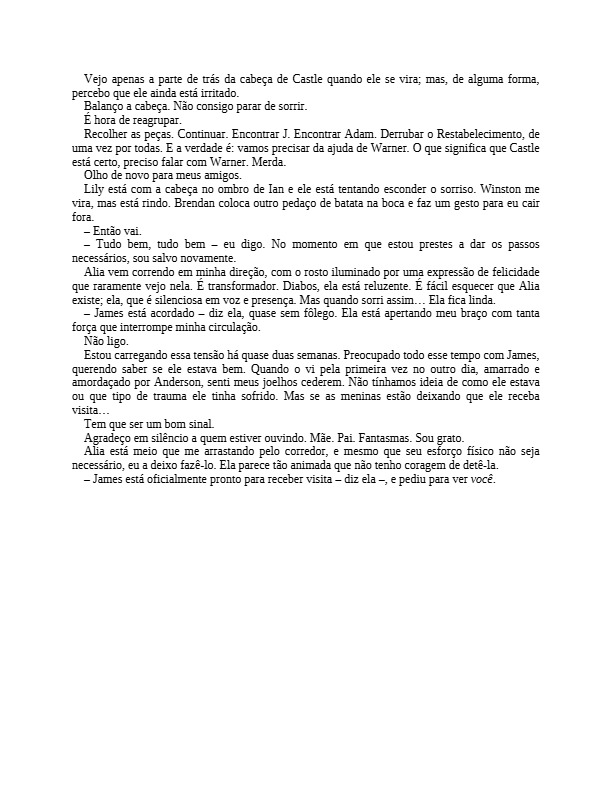 Vejo apenas a parte de trás da cabeça de Castle quando ele se vira; mas, de alguma forma,
percebo que ele ainda está irritado.
Balanço a cabeça. Não consigo parar de sorrir.
É hora de reagrupar.
Recolher as peças. Continuar. Encontrar J. Encontrar Adam. Derrubar o Restabelecimento, de
uma vez por todas. E a verdade é: vamos precisar da ajuda de Warner. O que significa que Castle
está certo, preciso falar com Warner. Merda.
Olho de novo para meus amigos.
Lily está com a cabeça no ombro de Ian e ele está tentando esconder o sorriso. Winston me
vira, mas está rindo. Brendan coloca outro pedaço de batata na boca e faz um gesto para eu cair
fora.
– Então vai.
– Tudo bem, tudo bem – eu digo. No momento em que estou prestes a dar os passos
necessários, sou salvo novamente.
Alia vem correndo em minha direção, com o rosto iluminado por uma expressão de felicidade
que raramente vejo nela. É transformador. Diabos, ela está reluzente. É fácil esquecer que Alia
existe; ela, que é silenciosa em voz e presença. Mas quando sorri assim… Ela fica linda.
– James está acordado – diz ela, quase sem fôlego. Ela está apertando meu braço com tanta
força que interrompe minha circulação.
Não ligo.
Estou carregando essa tensão há quase duas semanas. Preocupado todo esse tempo com James,
querendo saber se ele estava bem. Quando o vi pela primeira vez no outro dia, amarrado e
amordaçado por Anderson, senti meus joelhos cederem. Não tínhamos ideia de como ele estava
ou que tipo de trauma ele tinha sofrido. Mas se as meninas estão deixando que ele receba
visita…
Tem que ser um bom sinal.
Agradeço em silêncio a quem estiver ouvindo. Mãe. Pai. Fantasmas. Sou grato.
Alia está meio que me arrastando pelo corredor, e mesmo que seu esforço físico não seja
necessário, eu a deixo fazê-lo. Ela parece tão animada que não tenho coragem de detê-la.
– James está oficialmente pronto para receber visita – diz ela –, e pediu para ver você.